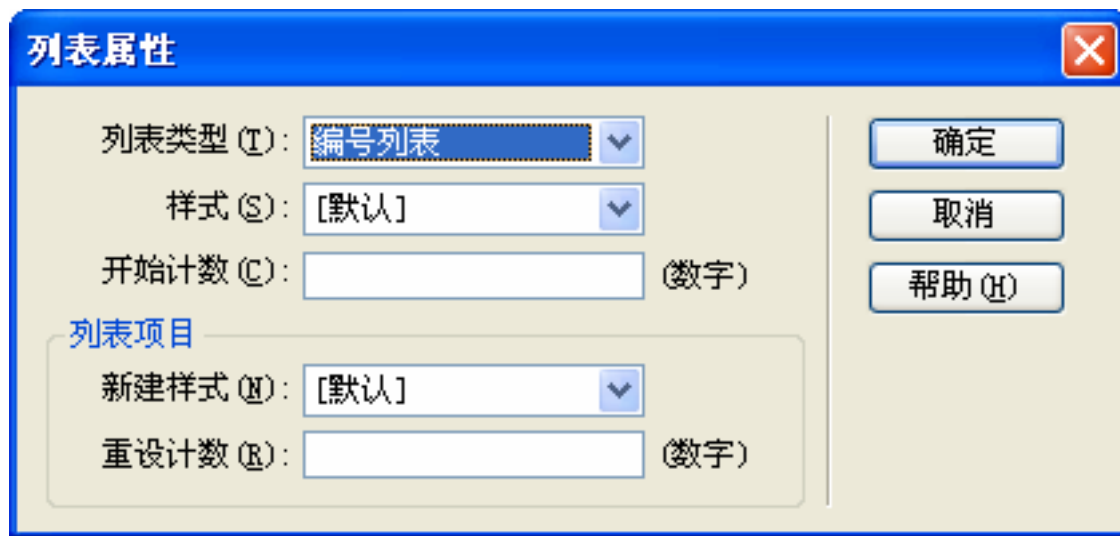 列表属性
列表类型(T): 编号列表
确定
样式(S): [默认]
取消
开始计数(C): (数字)
帮助(H)
列表项目
新建样式(N): [默认]
重设计数(R): (数字)